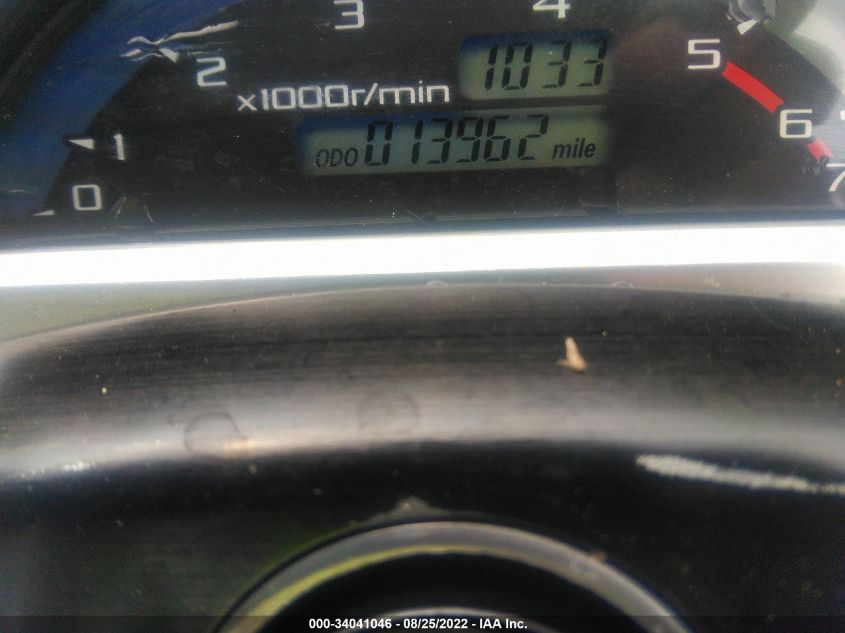 3 4
2 1033 5
x1000r/min
1 6
ODO 013962 mile
0 7
000-34041046 - 08/25/2022 - IAA Inc.